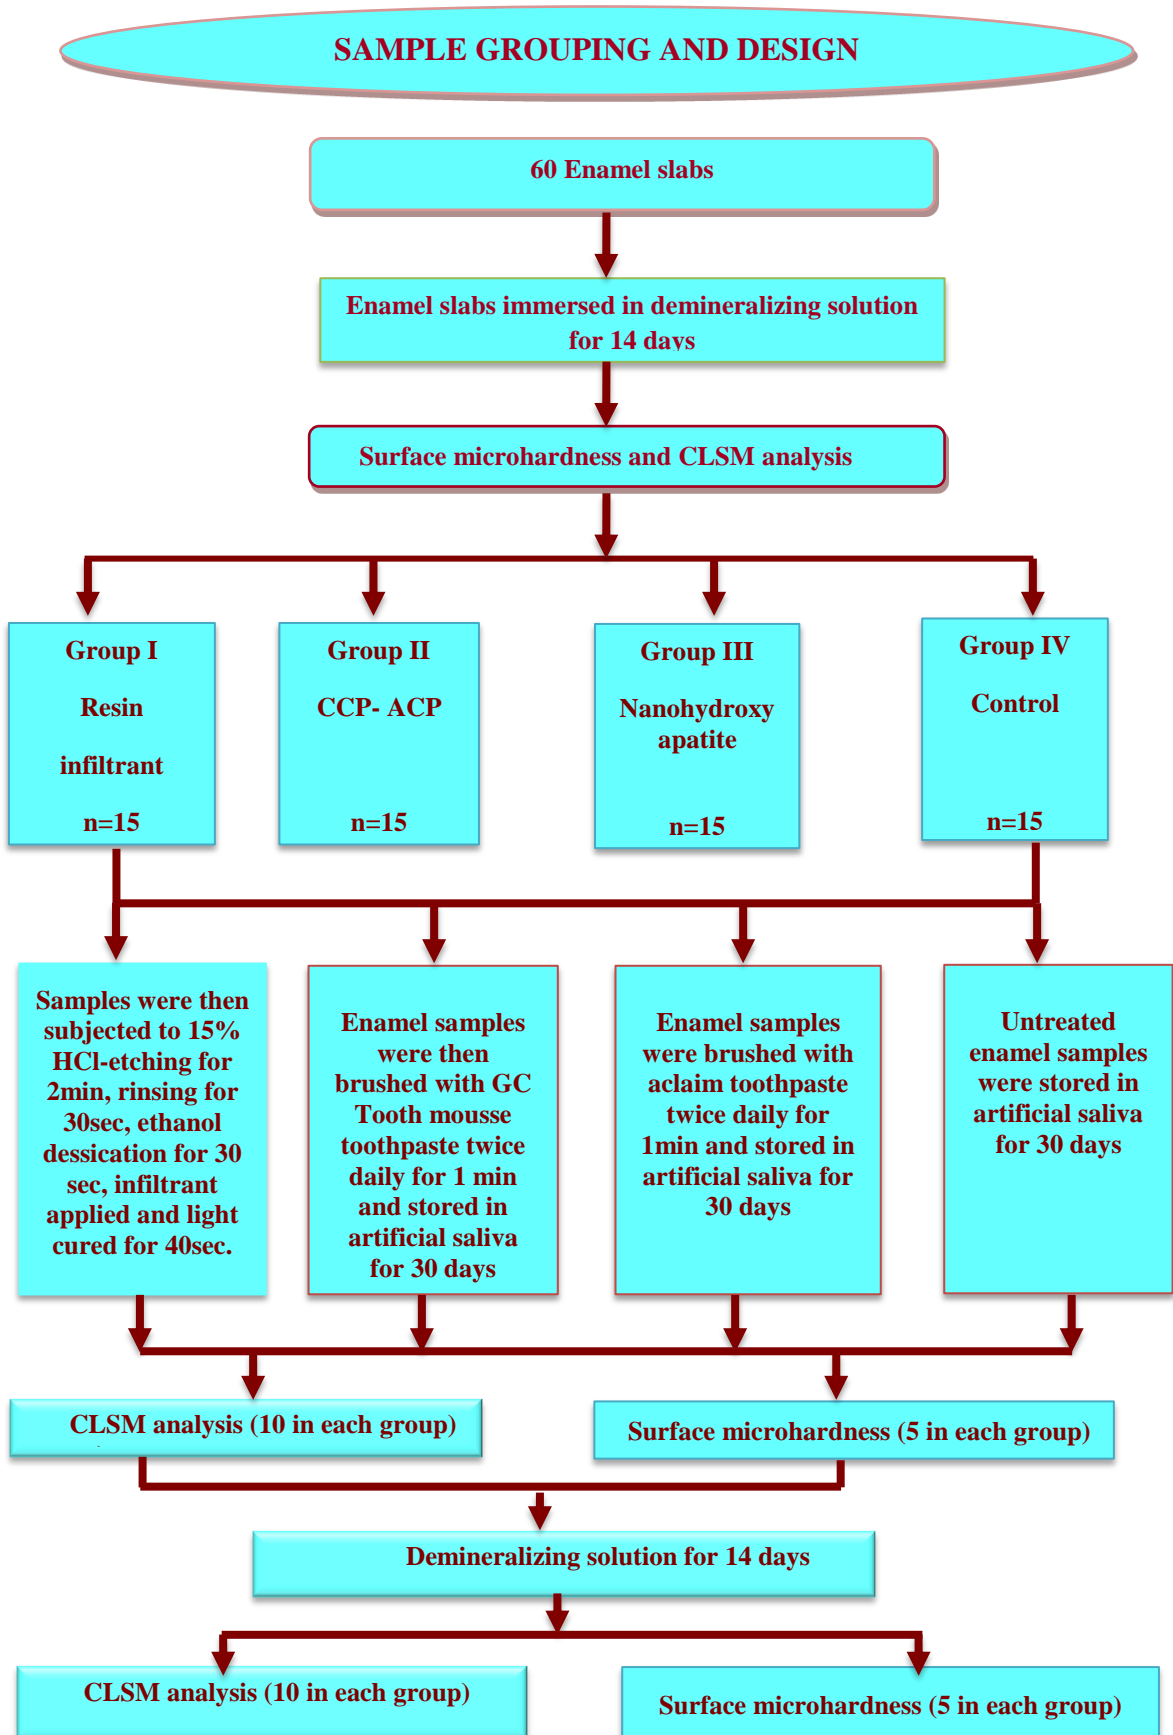 SAMPLE GROUPING AND DESIGN
60 Enamel slabs
Enamel slabs immersed in demineralizing solution
for 14 days
Surface microhardness and CLSM analysis
Group I
Resin
infiltrant
n=15
Group II
CCP- ACP
n=15
Group III
Nanohydroxy
apatite
n=15
Group IV
Control
n=15
Samples were then
subjected to 15%
HCl-etching for
2min, rinsing for
30sec, ethanol
dessication for 30
sec, infiltrant
applied and light
cured for 40sec.
Enamel samples
were then
brushed with GC
Tooth mousse
toothpaste twice
daily for 1 min
and stored in
artificial saliva
for 30 days
Enamel samples
were brushed with
aclaim toothpaste
twice daily for
1min and stored in
artificial saliva for
30 days
Untreated
enamel samples
were stored in
artificial saliva
for 30 days
CLSM analysis (10 in each group)
Surface microhardness (5 in each group)
Demineralizing solution for 14 days
CLSM analysis (10 in each group)
Surface microhardness (5 in each group)